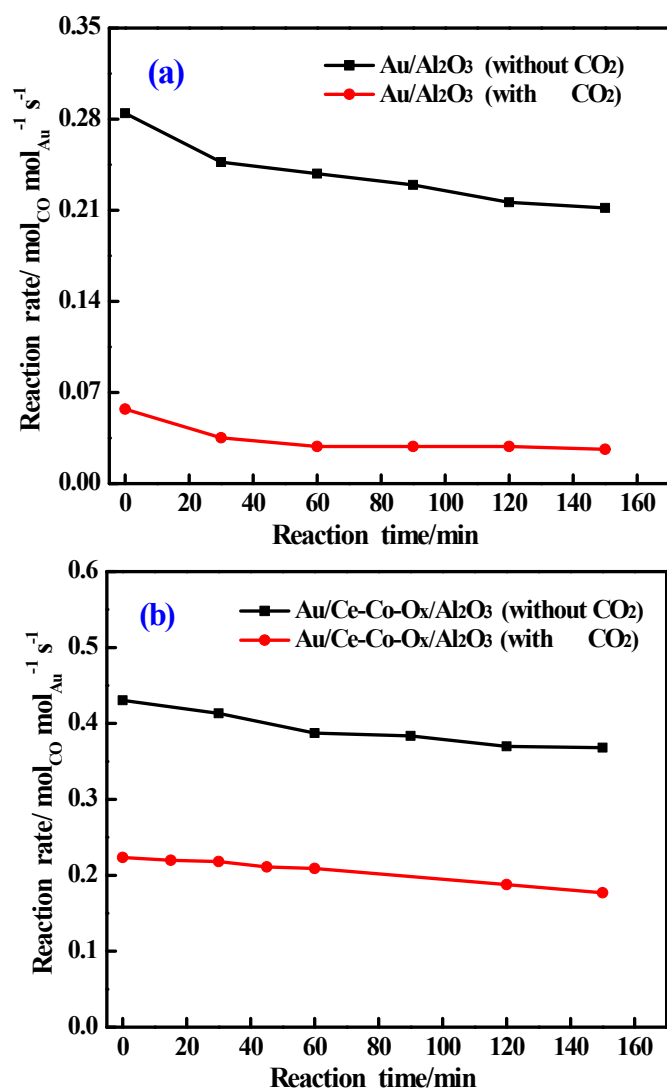 (a)
Au/Al₂O₃ (without CO₂)
Au/Al₂O₃ (with CO₂)
Reaction rate/ mol_CO mol_Au⁻¹ s⁻¹
0.35
0.28
0.21
0.14
0.07
0.00
0 20 40 60 80 100 120 140 160
Reaction time/min
(b)
Au/Ce-Co-Ox/Al₂O₃ (without CO₂)
Au/Ce-Co-Ox/Al₂O₃ (with CO₂)
Reaction rate/ mol_CO mol_Au⁻¹ s⁻¹
0.6
0.5
0.4
0.3
0.2
0.1
0.0
0 20 40 60 80 100 120 140 160
Reaction time/min